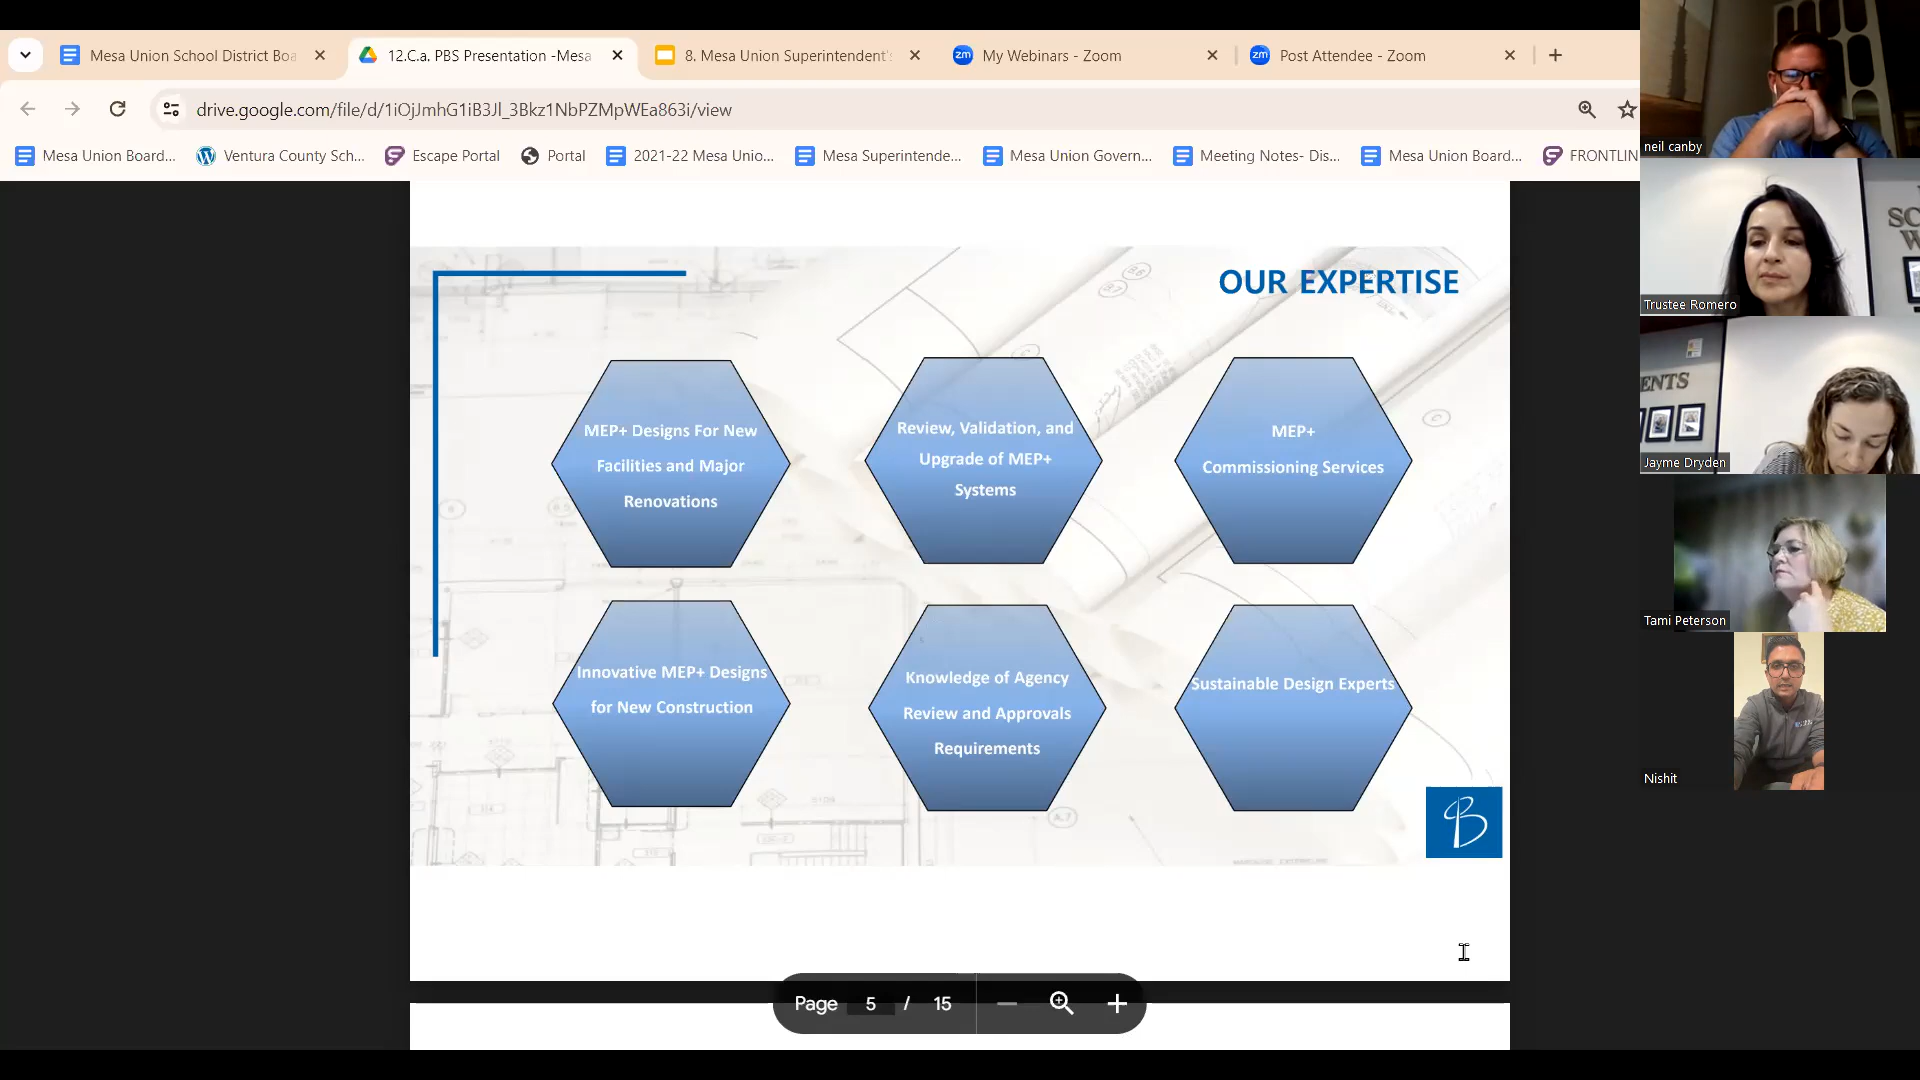 Mesa Union School District Boa
12.C.a. PBS Presentation -Mesa
8. Mesa Union Superintendent's
My Webinars - Zoom
Post Attendee - Zoom
drive.google.com/file/d/1iOjJmhG1iB3Jl_3Bkz1NbPZMpWEa863i/view
Mesa Union Board...
Ventura County Sch...
Escape Portal
Portal
2021-22 Mesa Unio...
Mesa Superintende...
Mesa Union Govern...
Meeting Notes- Dis...
Mesa Union Board...
FRONTLIN
OUR EXPERTISE
MEP+ Designs For New
Facilities and Major
Renovations
Review, Validation, and
Upgrade of MEP+
Systems
MEP+
Commissioning Services
Innovative MEP+ Designs
for New Construction
Knowledge of Agency
Review and Approvals
Requirements
Sustainable Design Experts
Page 5 / 15
neil canby
Trustee Romero
ENTS
Jayme Dryden
Tami Peterson
Nishit